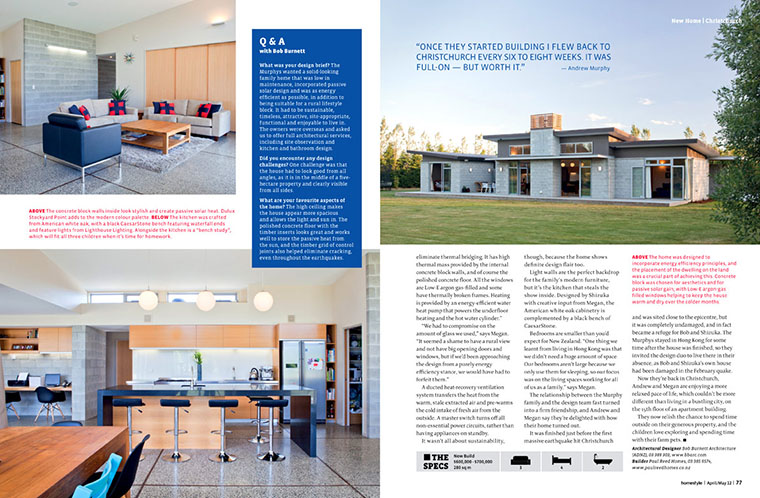 Q & A
with Bob Burnett
What was your design brief? The
Murphys wanted a solid-looking
family home that was low in
maintenance, incorporated passive
solar design and was as energy
efficient as possible, in addition to
being suitable for a rural lifestyle
block. It had to be sustainable,
timeless, attractive, site-appropriate,
functional and enjoyable to live in.
The owners were overseas and asked
us to offer full architectural services,
including site observation and
kitchen and bathroom design.
Did you encounter any design
challenges? One challenge was that
the house had to look good from all
angles, as it is in the middle of a five-
hectare property and clearly visible
from all sides.
What are your favourite aspects of
the home? The high ceiling makes
the house appear more spacious
and allows the light and sun in. The
polished concrete floor with the
timber inserts looks great and works
well to store the passive heat from
the sun, and the timber grid of control
joints also helped eliminate cracking,
even throughout the earthquakes.
ABOVE The concrete block walls inside look stylish and create passive solar heat. Dulux
Stockyard Point adds to the modern colour palette. BELOW The kitchen was crafted
from American white oak, with a black CaesarStone bench featuring waterfall ends
and feature lights from Lighthouse Lighting. Alongside the kitchen is a "bench study",
which will fit all three children when it's time for homework.
New Home | Christchurch
"ONCE THEY STARTED BUILDING I FLEW BACK TO
CHRISTCHURCH EVERY SIX TO EIGHT WEEKS. IT WAS
FULL-ON — BUT WORTH IT."
— Andrew Murphy
eliminate thermal bridging. It has high
thermal mass provided by the internal
concrete block walls, and of course the
polished concrete floor. All the windows
are Low E argon gas-filled and some
have thermally broken frames. Heating
is provided by an energy-efficient water
heat pump that powers the underfloor
heating and the hot water cylinder."
"We had to compromise on the
amount of glass we used," says Megan.
"It seemed a shame to have a rural view
and not have big opening doors and
windows, but if we'd been approaching
the design from a purely energy
efficiency stance, we would have had to
forfeit them."
A ducted heat recovery ventilation
system transfers the heat from the
warm, stale extracted air and pre-warms
the cold intake of fresh air from the
outside. A master switch turns off all
non-essential power circuits, rather than
having appliances on standby.
It wasn't all about sustainability,
though, because the home shows
definite design flair too.
Light walls are the perfect backdrop
for the family's modern furniture,
but it's the kitchen that steals the
show inside. Designed by Shizuka
with creative input from Megan, the
American white oak cabinetry is
complemented by a black bench of
CaesarStone.
Bedrooms are smaller than you'd
expect for New Zealand. "One thing we
learnt from living in Hong Kong was that
we didn't need a huge amount of space.
Our bedrooms aren't large because we
only use them for sleeping, so our focus
was on the living spaces working for all
of us as a family," says Megan.
The relationship between the Murphy
family and the design team fast turned
into a firm friendship, and Andrew and
Megan say they're delighted with how
their home turned out.
It was finished just before the first
massive earthquake hit Christchurch
ABOVE The home was designed to
incorporate energy efficiency principles, and
the placement of the dwelling on the land
was a crucial part of achieving this. Concrete
block was chosen for aesthetics and for
passive solar gain, with Low E argon gas-
filled windows helping to keep the house
warm and dry over the colder months.
and was sited close to the epicentre, but
it was completely undamaged, and in fact
became a refuge for Bob and Shizuka. The
Murphys stayed in Hong Kong for some
time after the house was finished, so they
invited the design duo to live there in their
absence, as Bob and Shizuka's own house
had been damaged in the February quake.
Now they're back in Christchurch,
Andrew and Megan are enjoying a more
relaxed pace of life, which couldn't be more
different than living in a bustling city, on
the 15th floor of an apartment building.
They now relish the chance to spend time
outside on their generous property, and the
children love exploring and spending time
with their farm pets.
Architectural Designer Bob Burnett Architecture
Builder Paul Reed Homes,
THE
SPECS
New Build
$600,000 - $700,000
280 sq m
3
4
2
homestyle | April/May 12 | 77